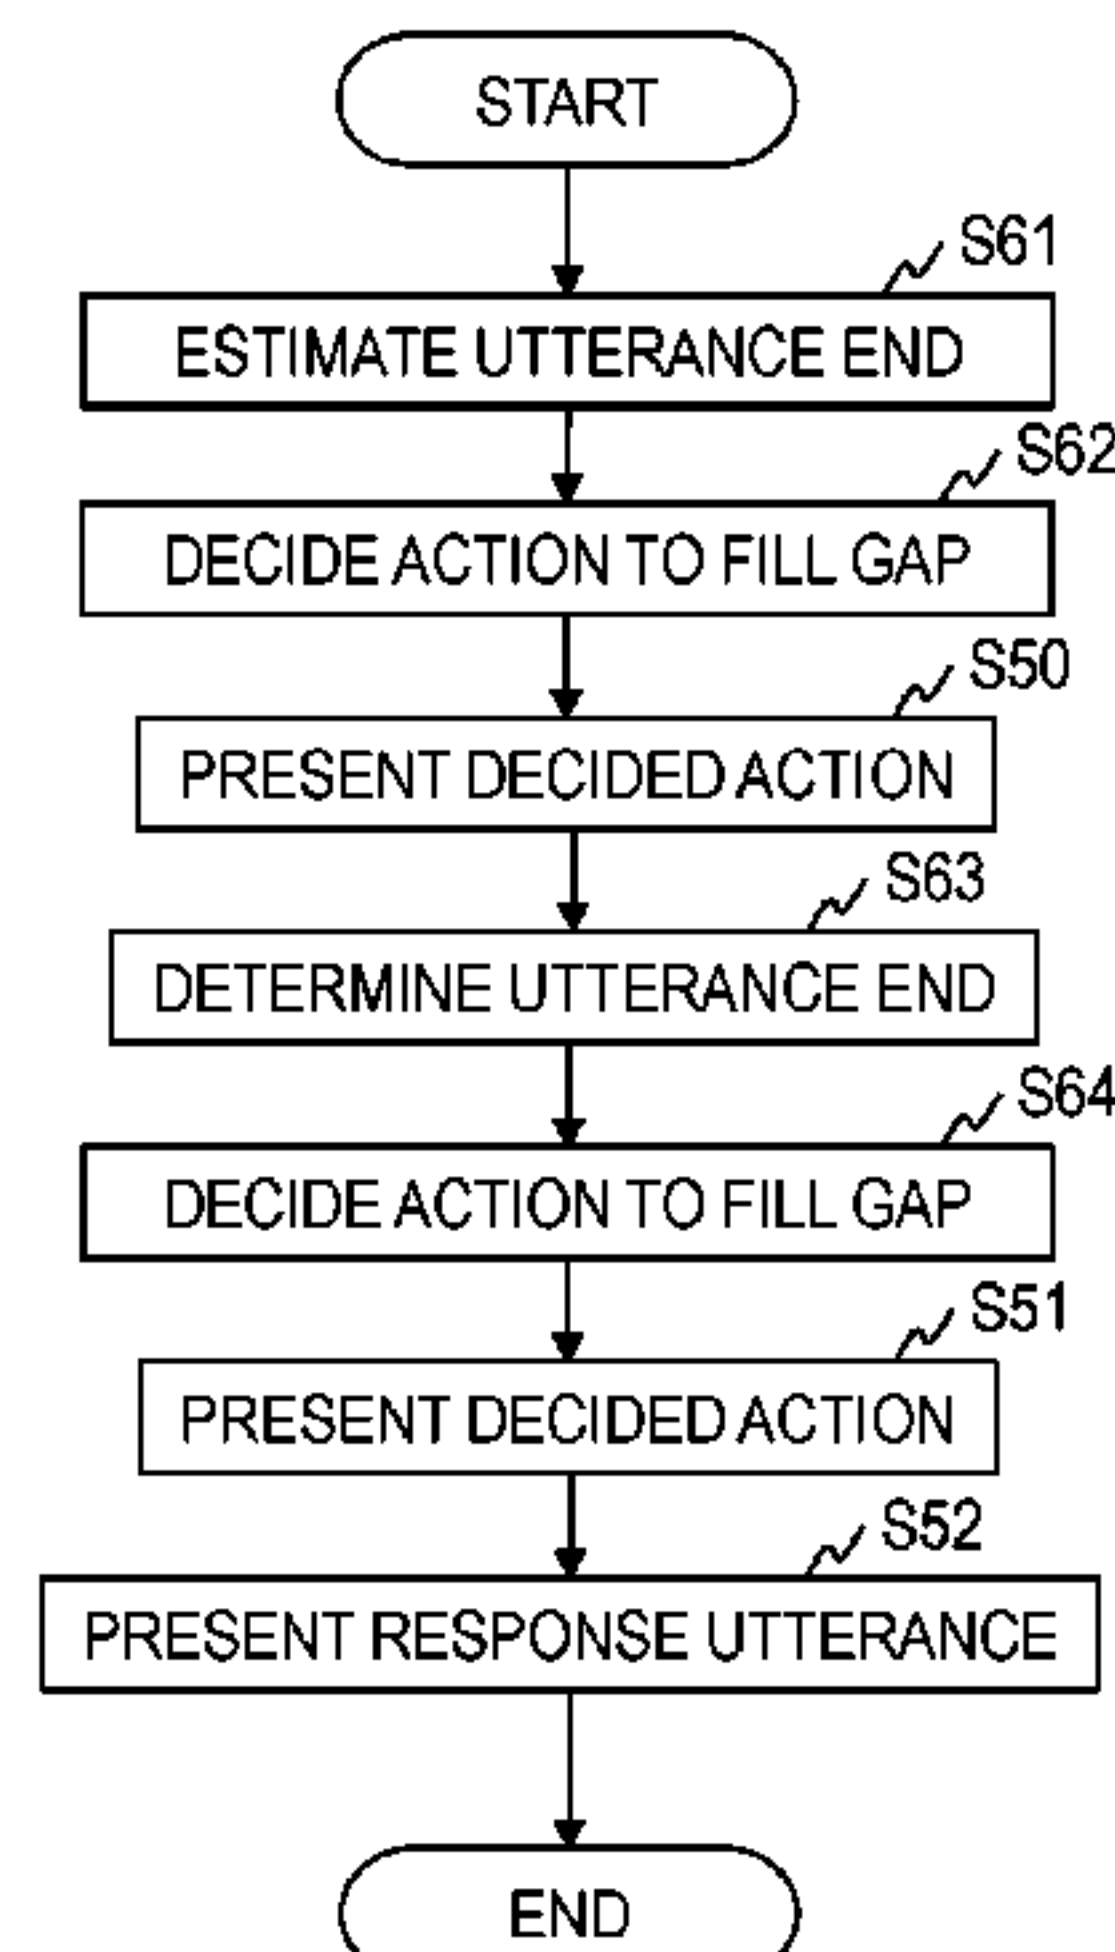 START
S61
ESTIMATE UTTERANCE END
S62
DECIDE ACTION TO FILL GAP
S50
PRESENT DECIDED ACTION
S63
DETERMINE UTTERANCE END
S64
DECIDE ACTION TO FILL GAP
S51
PRESENT DECIDED ACTION
S52
PRESENT RESPONSE UTTERANCE
END